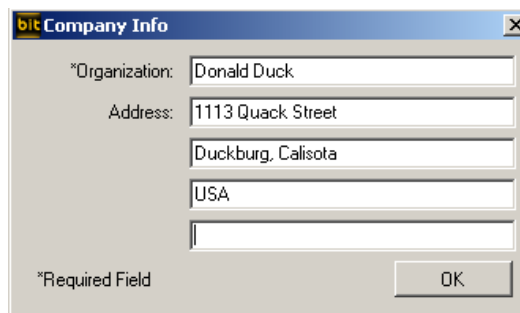 bit Company Info
*Organization: Donald Duck
Address: 1113 Quack Street
Duckburg, Calisota
USA
*Required Field OK